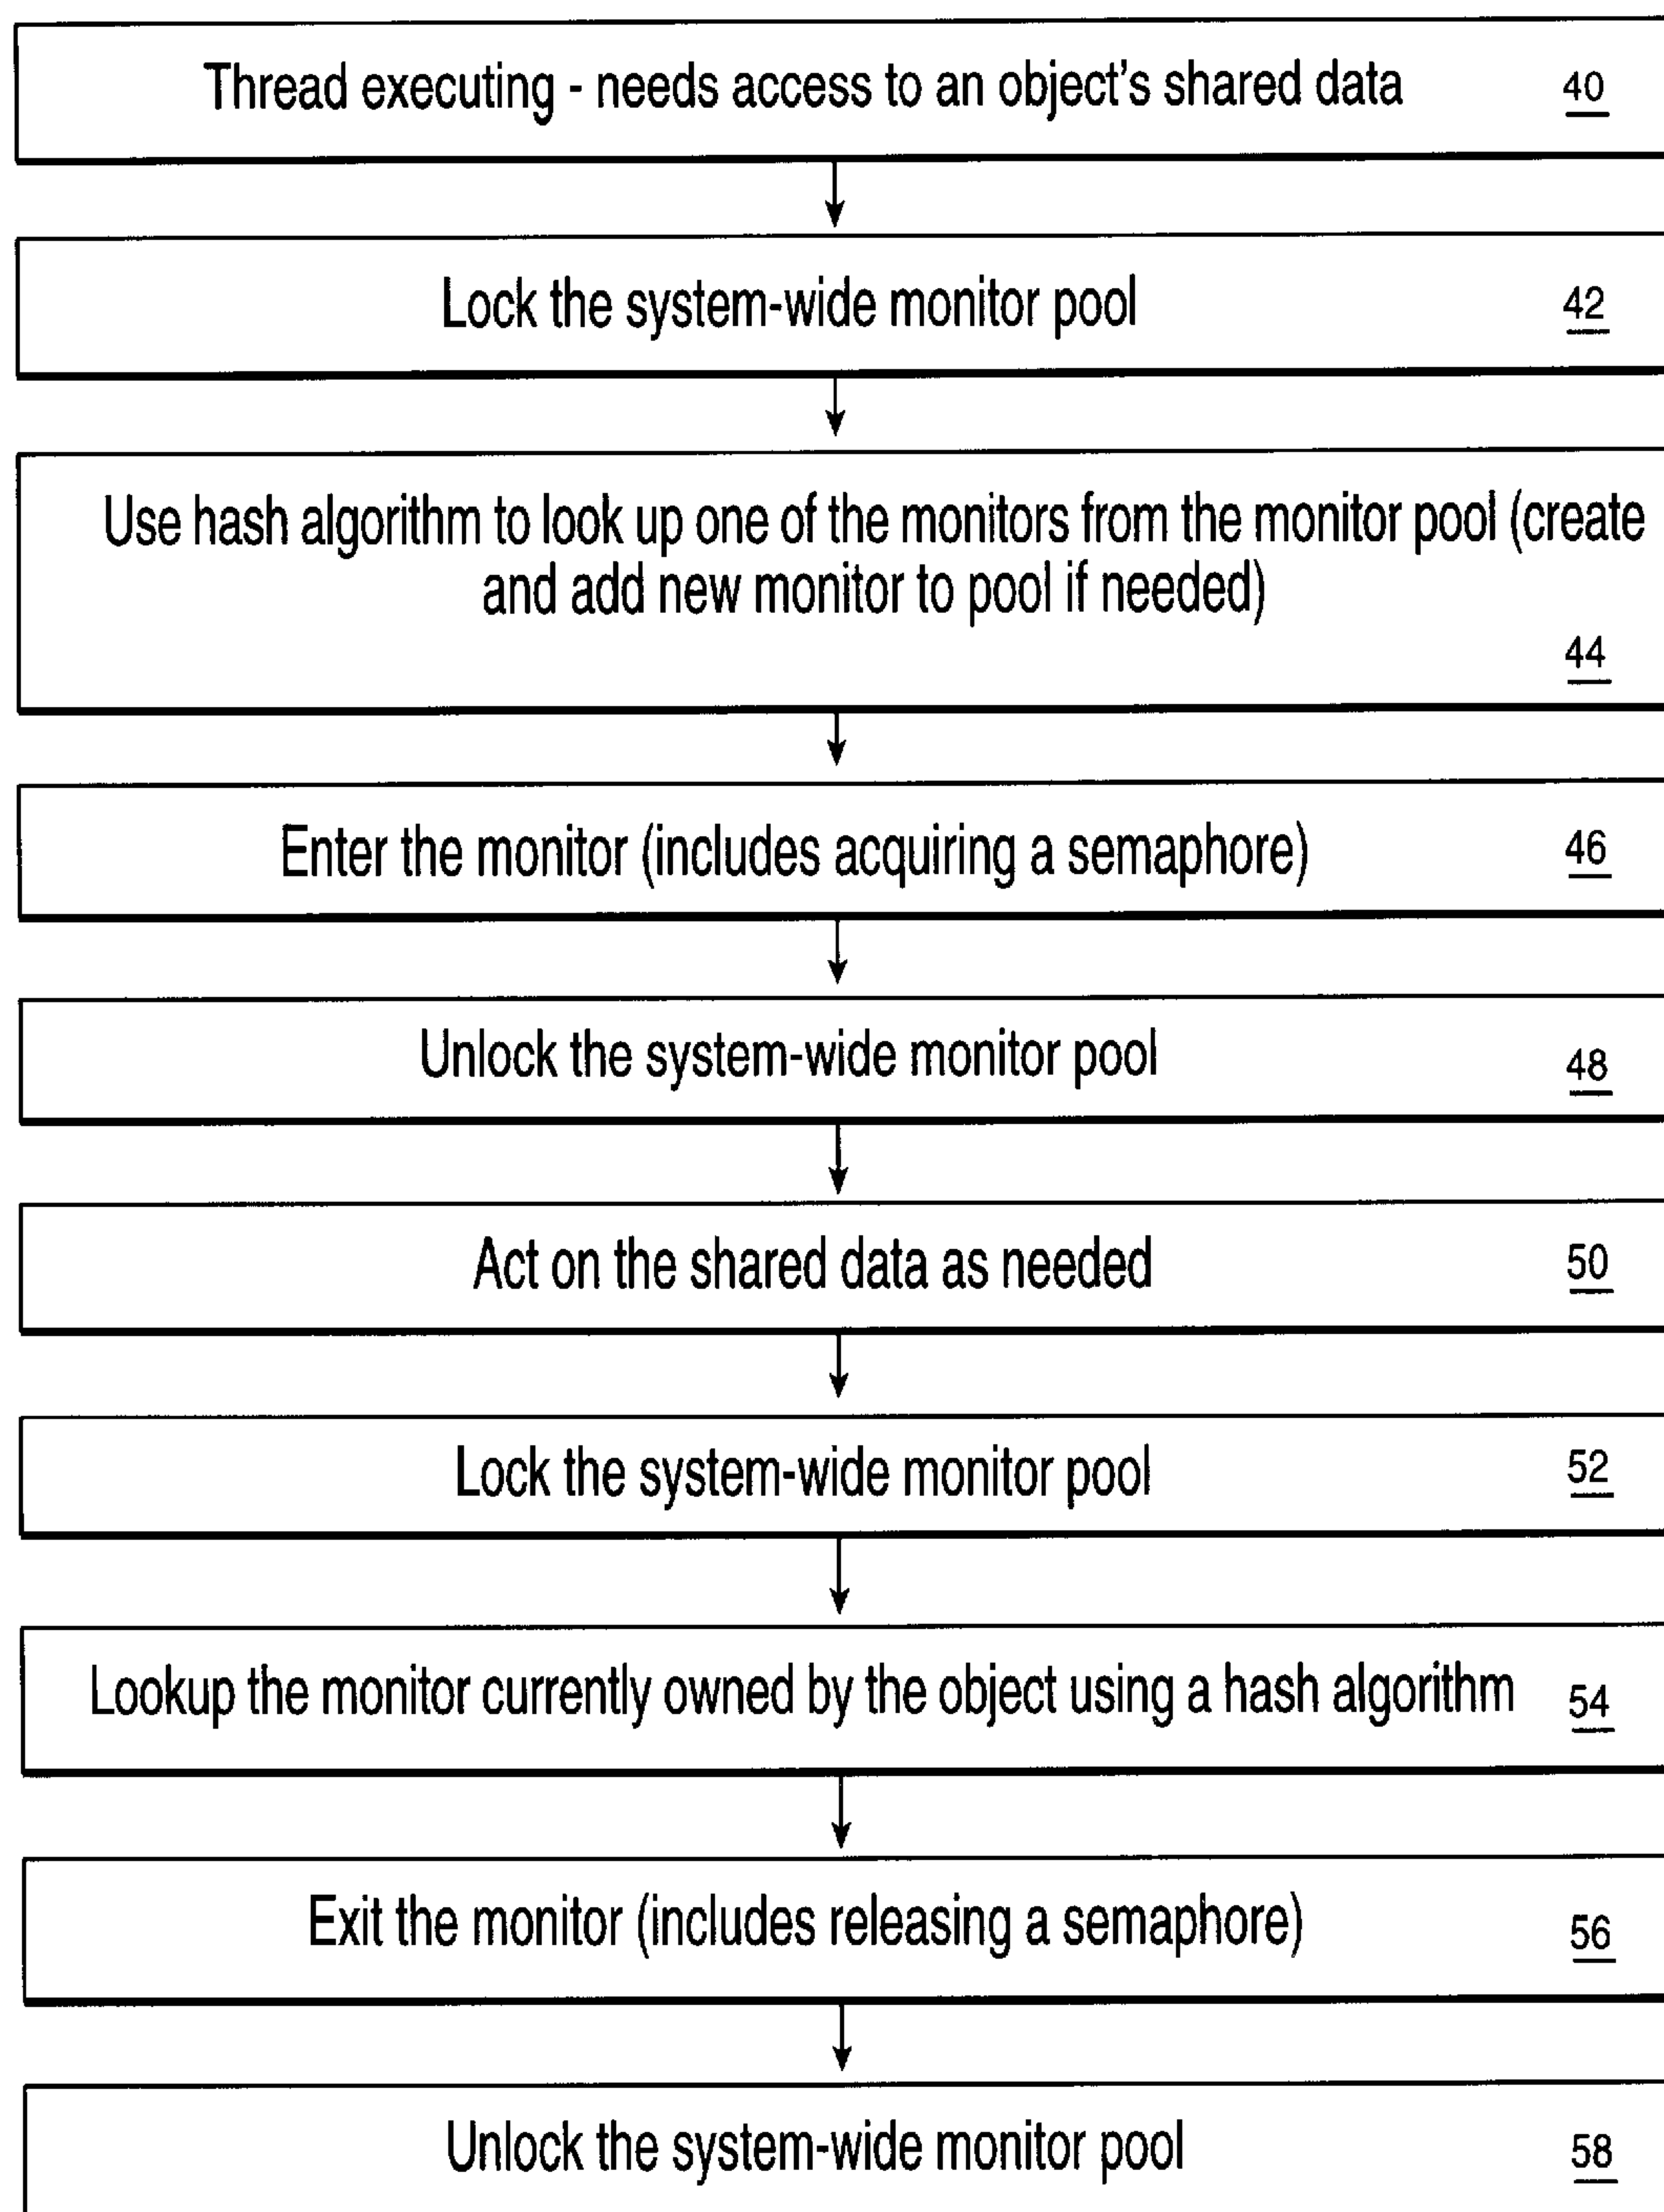 Thread executing - needs access to an object's shared data 40
Lock the system-wide monitor pool 42
Use hash algorithm to look up one of the monitors from the monitor pool (create
and add new monitor to pool if needed)
44
Enter the monitor (includes acquiring a semaphore) 46
Unlock the system-wide monitor pool 48
Act on the shared data as needed 50
Lock the system-wide monitor pool 52
Lookup the monitor currently owned by the object using a hash algorithm 54
Exit the monitor (includes releasing a semaphore) 56
Unlock the system-wide monitor pool 58